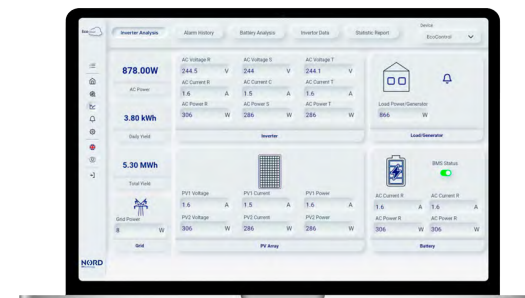 Device
Inverter Analysis
Alarm History
Battery Analysis
Invertor Data
Statistic Report
EcoControl
878.00W
AC Power
3.80 kWh
Daily Yield
5.30 MWh
Total Yield
Grid Power
8 W
Grid
AC Voltage R
AC Voltage S
AC Voltage T
244.5 V
244 V
244.1 V
AC Current R
AC Current C
AC Current T
1.6 A
1.5 A
1.6 A
AC Power R
AC Power S
AC Power T
306 W
286 W
286 W
Inverter
Load Power/Generator
866 W
Load/Generator
PV1 Voltage
PV1 Current
PV1 Power
1.6 A
1.5 A
1.6 A
PV2 Voltage
PV2 Current
PV2 Power
306 W
286 W
286 W
PV Array
BMS Status
AC Current R
AC Current R
1.6 A
1.6 A
AC Power R
AC Power R
306 W
306 W
Battery
NORD